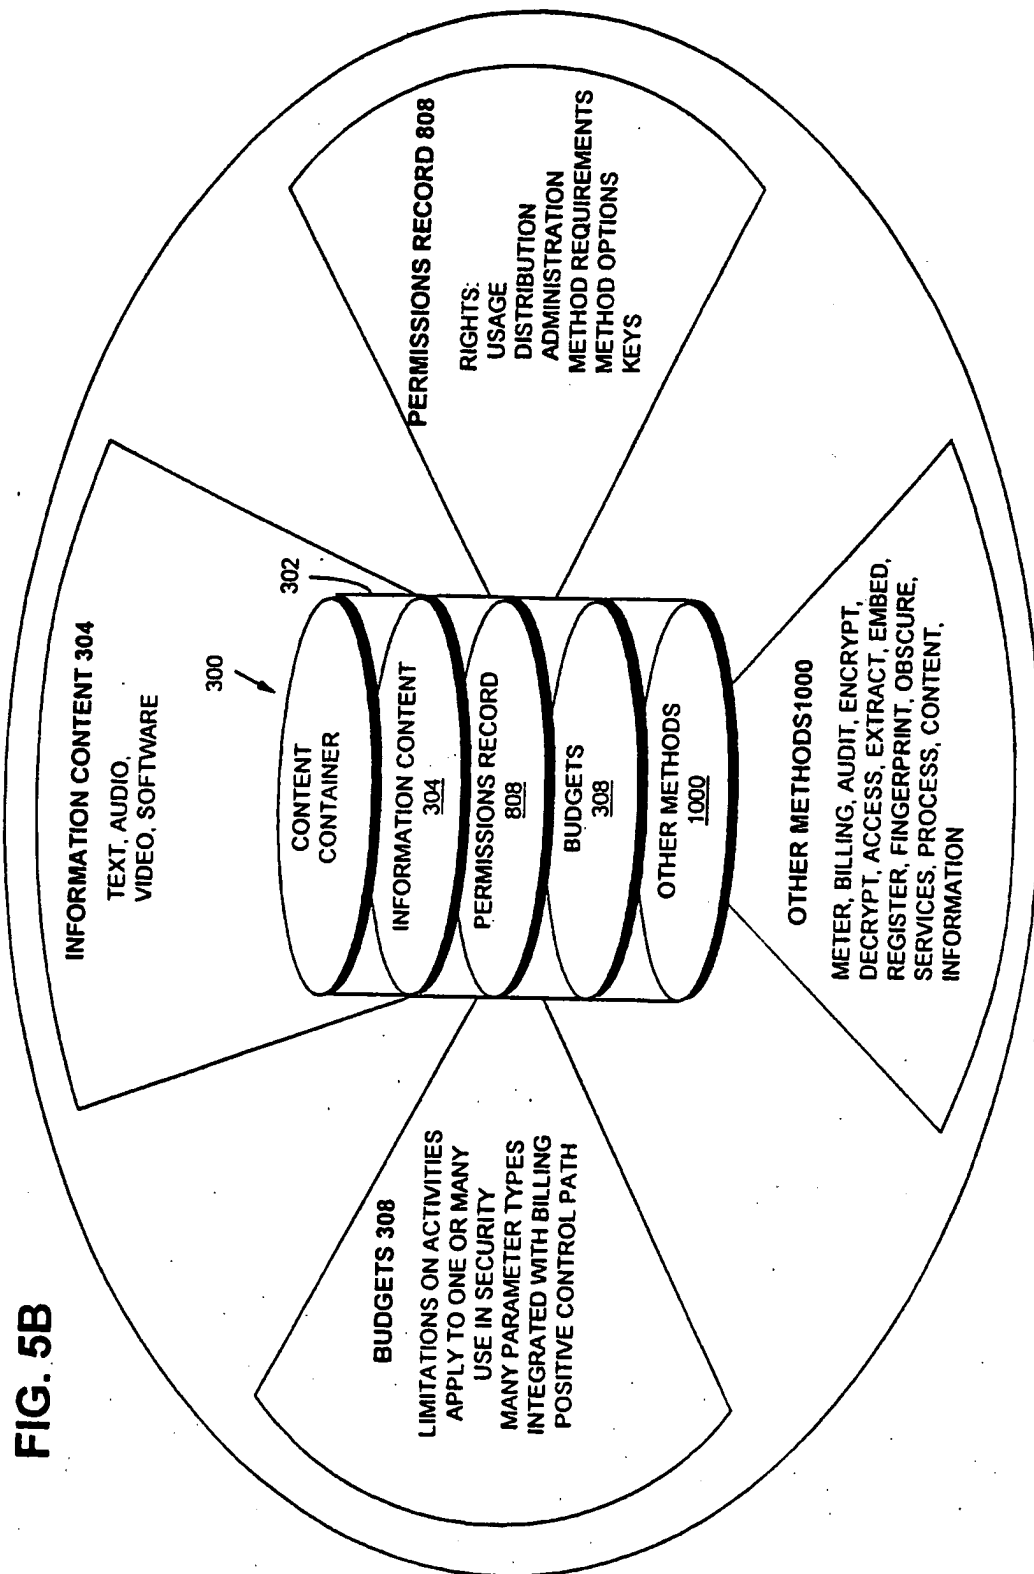 FIG. 5B
INFORMATION CONTENT 304
TEXT, AUDIO,
VIDEO, SOFTWARE
BUDGETS 308
LIMITATIONS ON ACTIVITIES
APPLY TO ONE OR MANY
USE IN SECURITY
MANY PARAMETER TYPES
INTEGRATED WITH BILLING
POSITIVE CONTROL PATH
300
302
CONTENT
CONTAINER
INFORMATION CONTENT
304
PERMISSIONS RECORD
808
BUDGETS
308
OTHER METHODS
1000
PERMISSIONS RECORD 808
RIGHTS:
USAGE
DISTRIBUTION
ADMINISTRATION
METHOD REQUIREMENTS
METHOD OPTIONS
KEYS
OTHER METHODS1000
METER, BILLING, AUDIT, ENCRYPT,
DECRYPT, ACCESS, EXTRACT, EMBED,
REGISTER, FINGERPRINT, OBSCURE,
SERVICES, PROCESS, CONTENT,
INFORMATION